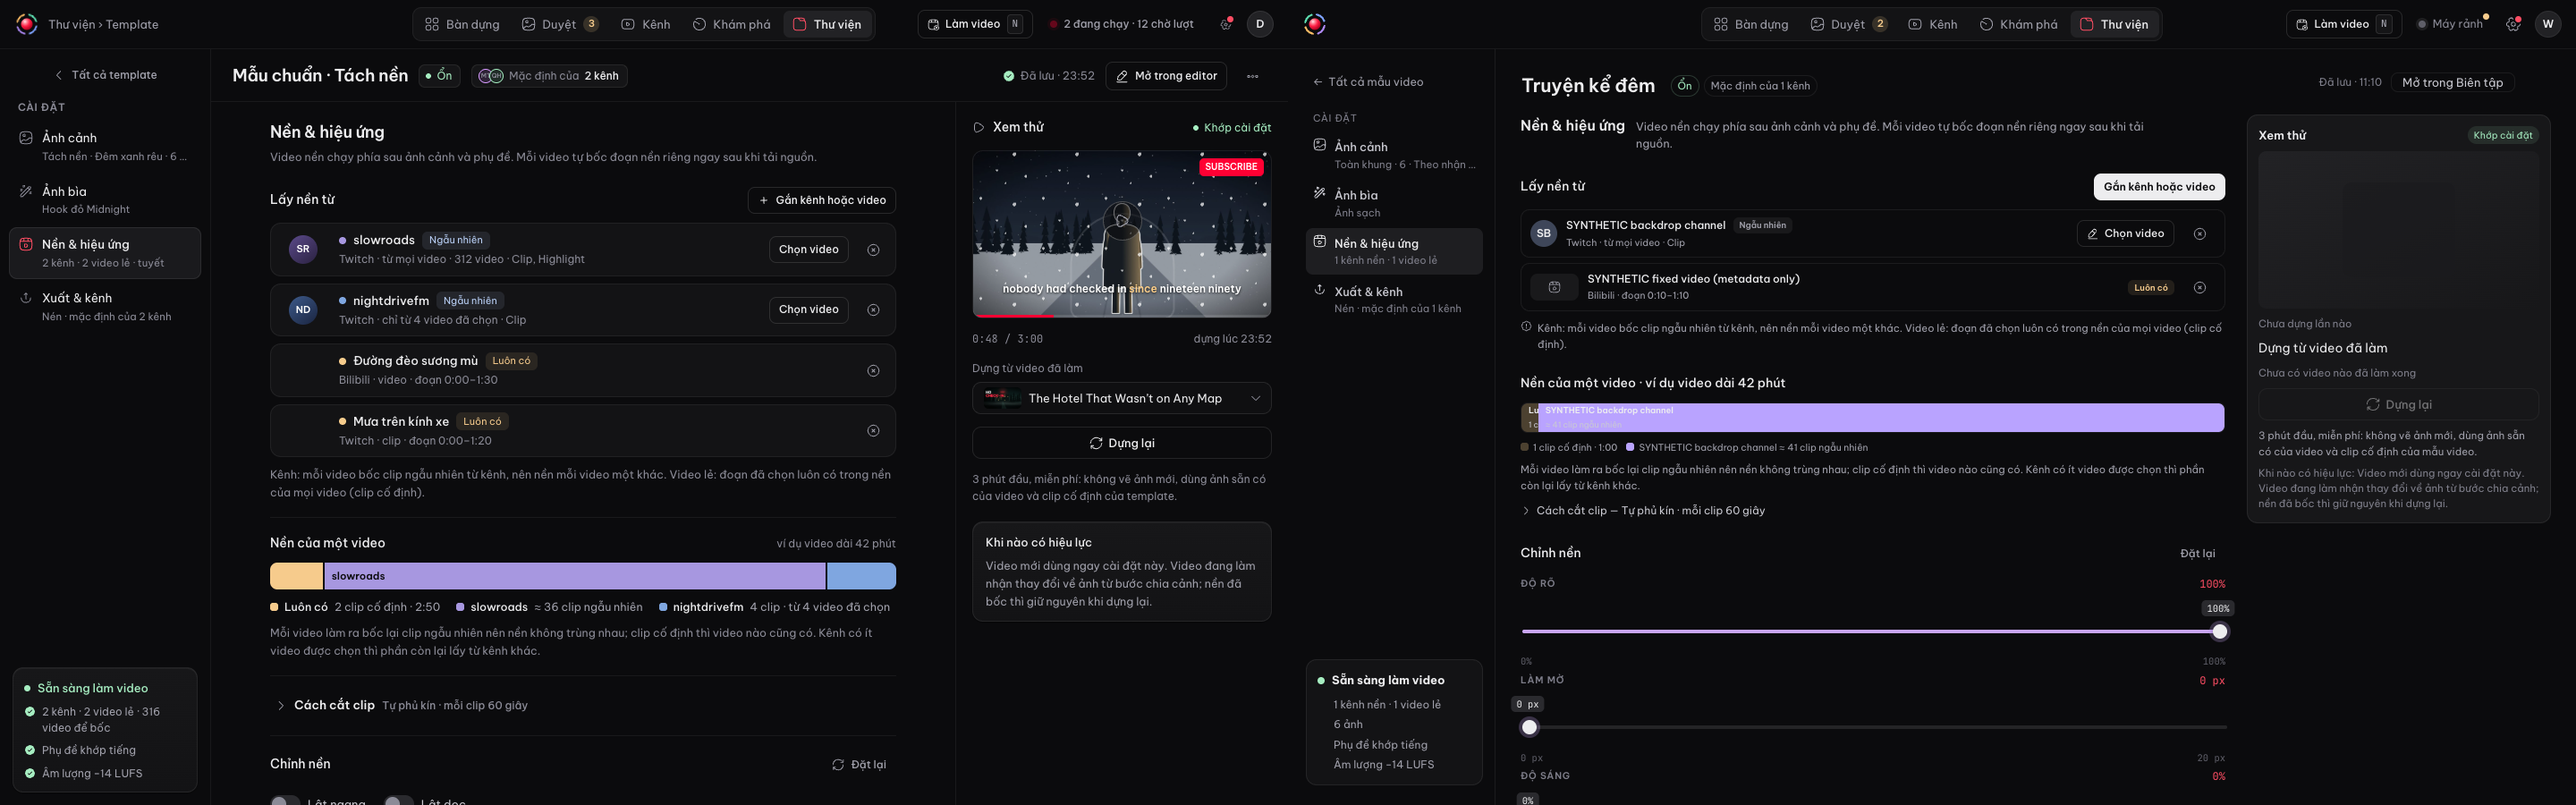 Thư viện › Template
Bàn dựng
Duyệt 3
Kênh
Khám phá
Thư viện
Làm video N
2 đang chạy · 12 chờ lượt
D
Tất cả template
CÀI ĐẶT
Ảnh cảnh
Tách nền · Đêm xanh rêu · 6 ...
Ảnh bìa
Hook đỏ Midnight
Nền & hiệu ứng
2 kênh · 2 video lẻ · tuyết
Xuất & kênh
Nén · mặc định của 2 kênh
Sẵn sàng làm video
2 kênh · 2 video lẻ · 316
video để bốc
Phụ đề khớp tiếng
Âm lượng -14 LUFS
Mẫu chuẩn · Tách nền
Ổn
Mặc định của 2 kênh
Đã lưu · 23:52
Mở trong editor
Nền & hiệu ứng
Video nền chạy phía sau ảnh cảnh và phụ đề. Mỗi video tự bốc đoạn nền riêng ngay sau khi tải nguồn.
Lấy nền từ
+ Gắn kênh hoặc video
SR
slowroads Ngẫu nhiên
Twitch · từ mọi video · 312 video · Clip, Highlight
Chọn video
ND
nightdrivefm Ngẫu nhiên
Twitch · chỉ từ 4 video đã chọn · Clip
Chọn video
Đường đèo sương mù Luôn có
Bilibili · video · đoạn 0:00–1:30
Mưa trên kính xe Luôn có
Twitch · clip · đoạn 0:00–1:20
Kênh: mỗi video bốc clip ngẫu nhiên từ kênh, nên nền mỗi video một khác. Video lẻ: đoạn đã chọn luôn có trong nền
của mọi video (clip cố định).
Nền của một video
ví dụ video dài 42 phút
slowroads
Luôn có 2 clip cố định · 2:50
slowroads ≈ 36 clip ngẫu nhiên
nightdrivefm 4 clip · từ 4 video đã chọn
Mỗi video làm ra bốc lại clip ngẫu nhiên nên nền không trùng nhau; clip cố định thì video nào cũng có. Kênh có ít
video được chọn thì phần còn lại lấy từ kênh khác.
Cách cắt clip Tự phủ kín · mỗi clip 60 giây
Chỉnh nền
Đặt lại
Lật ngang
Lật dọc
Xem thử
Khớp cài đặt
SUBSCRIBE
nobody had checked in since nineteen ninety
0:48 / 3:00
dựng lúc 23:52
Dựng từ video đã làm
The Hotel That Wasn't on Any Map
Dựng lại
3 phút đầu, miễn phí: không vẽ ảnh mới, dùng ảnh sẵn có
của video và clip cố định của template.
Khi nào có hiệu lực
Video mới dùng ngay cài đặt này. Video đang làm
nhận thay đổi về ảnh từ bước chia cảnh; nền đã
bốc thì giữ nguyên khi dựng lại.
Bàn dựng
Duyệt 2
Kênh
Khám phá
Thư viện
Làm video N
Máy rảnh
W
← Tất cả mẫu video
CÀI ĐẶT
Ảnh cảnh
Toàn khung · 6 · Theo nhận ...
Ảnh bìa
Ảnh sạch
Nền & hiệu ứng
1 kênh nền · 1 video lẻ
Xuất & kênh
Nén · mặc định của 1 kênh
Sẵn sàng làm video
1 kênh nền · 1 video lẻ
6 ảnh
Phụ đề khớp tiếng
Âm lượng -14 LUFS
Truyện kể đêm
Ổn
Mặc định của 1 kênh
Đã lưu · 11:10
Mở trong Biên tập
Nền & hiệu ứng
Video nền chạy phía sau ảnh cảnh và phụ đề. Mỗi video tự bốc đoạn nền riêng ngay sau khi tải
nguồn.
Lấy nền từ
Gắn kênh hoặc video
SB
SYNTHETIC backdrop channel Ngẫu nhiên
Twitch · từ mọi video · Clip
Chọn video
SYNTHETIC fixed video (metadata only)
Bilibili · đoạn 0:10–1:10
Luôn có
Kênh: mỗi video bốc clip ngẫu nhiên từ kênh, nên nền mỗi video một khác. Video lẻ: đoạn đã chọn luôn có trong nền của mọi video (clip cố
định).
Nền của một video · ví dụ video dài 42 phút
Lu
SYNTHETIC backdrop channel
1 c
≈ 41 clip ngẫu nhiên
1 clip cố định · 1:00
SYNTHETIC backdrop channel ≈ 41 clip ngẫu nhiên
Mỗi video làm ra bốc lại clip ngẫu nhiên nên nền không trùng nhau; clip cố định thì video nào cũng có. Kênh có ít video được chọn thì phần
còn lại lấy từ kênh khác.
Cách cắt clip — Tự phủ kín · mỗi clip 60 giây
Chỉnh nền
Đặt lại
ĐỘ RÕ
100%
100%
0%
100%
LÀM MỜ
0 px
0 px
0 px
20 px
ĐỘ SÁNG
0%
0%
Xem thử
Khớp cài đặt
Chưa dựng lần nào
Dựng từ video đã làm
Chưa có video nào đã làm xong
Dựng lại
3 phút đầu, miễn phí: không vẽ ảnh mới, dùng ảnh sẵn
có của video và clip cố định của mẫu video.
Khi nào có hiệu lực: Video mới dùng ngay cài đặt này.
Video đang làm nhận thay đổi về ảnh từ bước chia cảnh;
nền đã bốc thì giữ nguyên khi dựng lại.